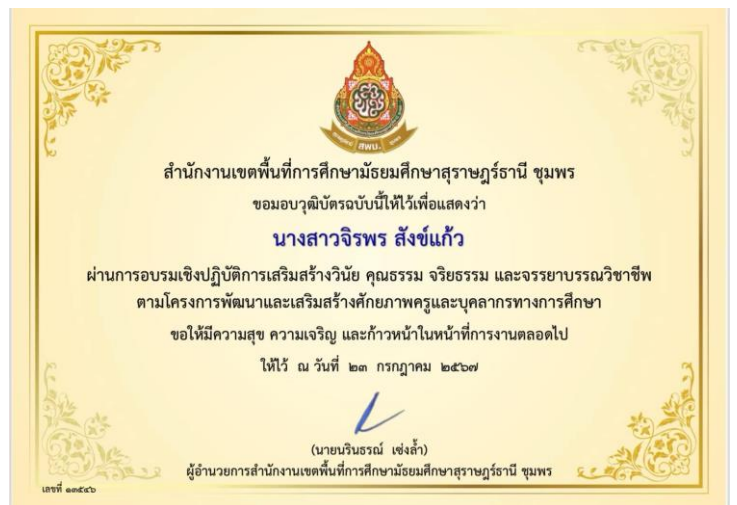 สพม.
สำนักงานเขตพื้นที่การศึกษามัธยมศึกษาสุราษฎร์ธานี ชุมพร
ขอมอบวุฒิบัตรฉบับนี้ให้ไว้เพื่อแสดงว่า
นางสาวจิรพร สังข์แก้ว
ผ่านการอบรมเชิงปฏิบัติการเสริมสร้างวินัย คุณธรรม จริยธรรม และจรรยาบรรณวิชาชีพ
ตามโครงการพัฒนาและเสริมสร้างศักยภาพครูและบุคลากรทางการศึกษา
ขอให้มีความสุข ความเจริญ และก้าวหน้าในหน้าที่การงานตลอดไป
ให้ไว้ ณ วันที่ ๒๓ กรกฎาคม ๒๕๖๗
(นายนรินธรณ์ เซ่งล้ำ)
ผู้อำนวยการสำนักงานเขตพื้นที่การศึกษามัธยมศึกษาสุราษฎร์ธานี ชุมพร
เลขที่ ๑๓๕๔๖